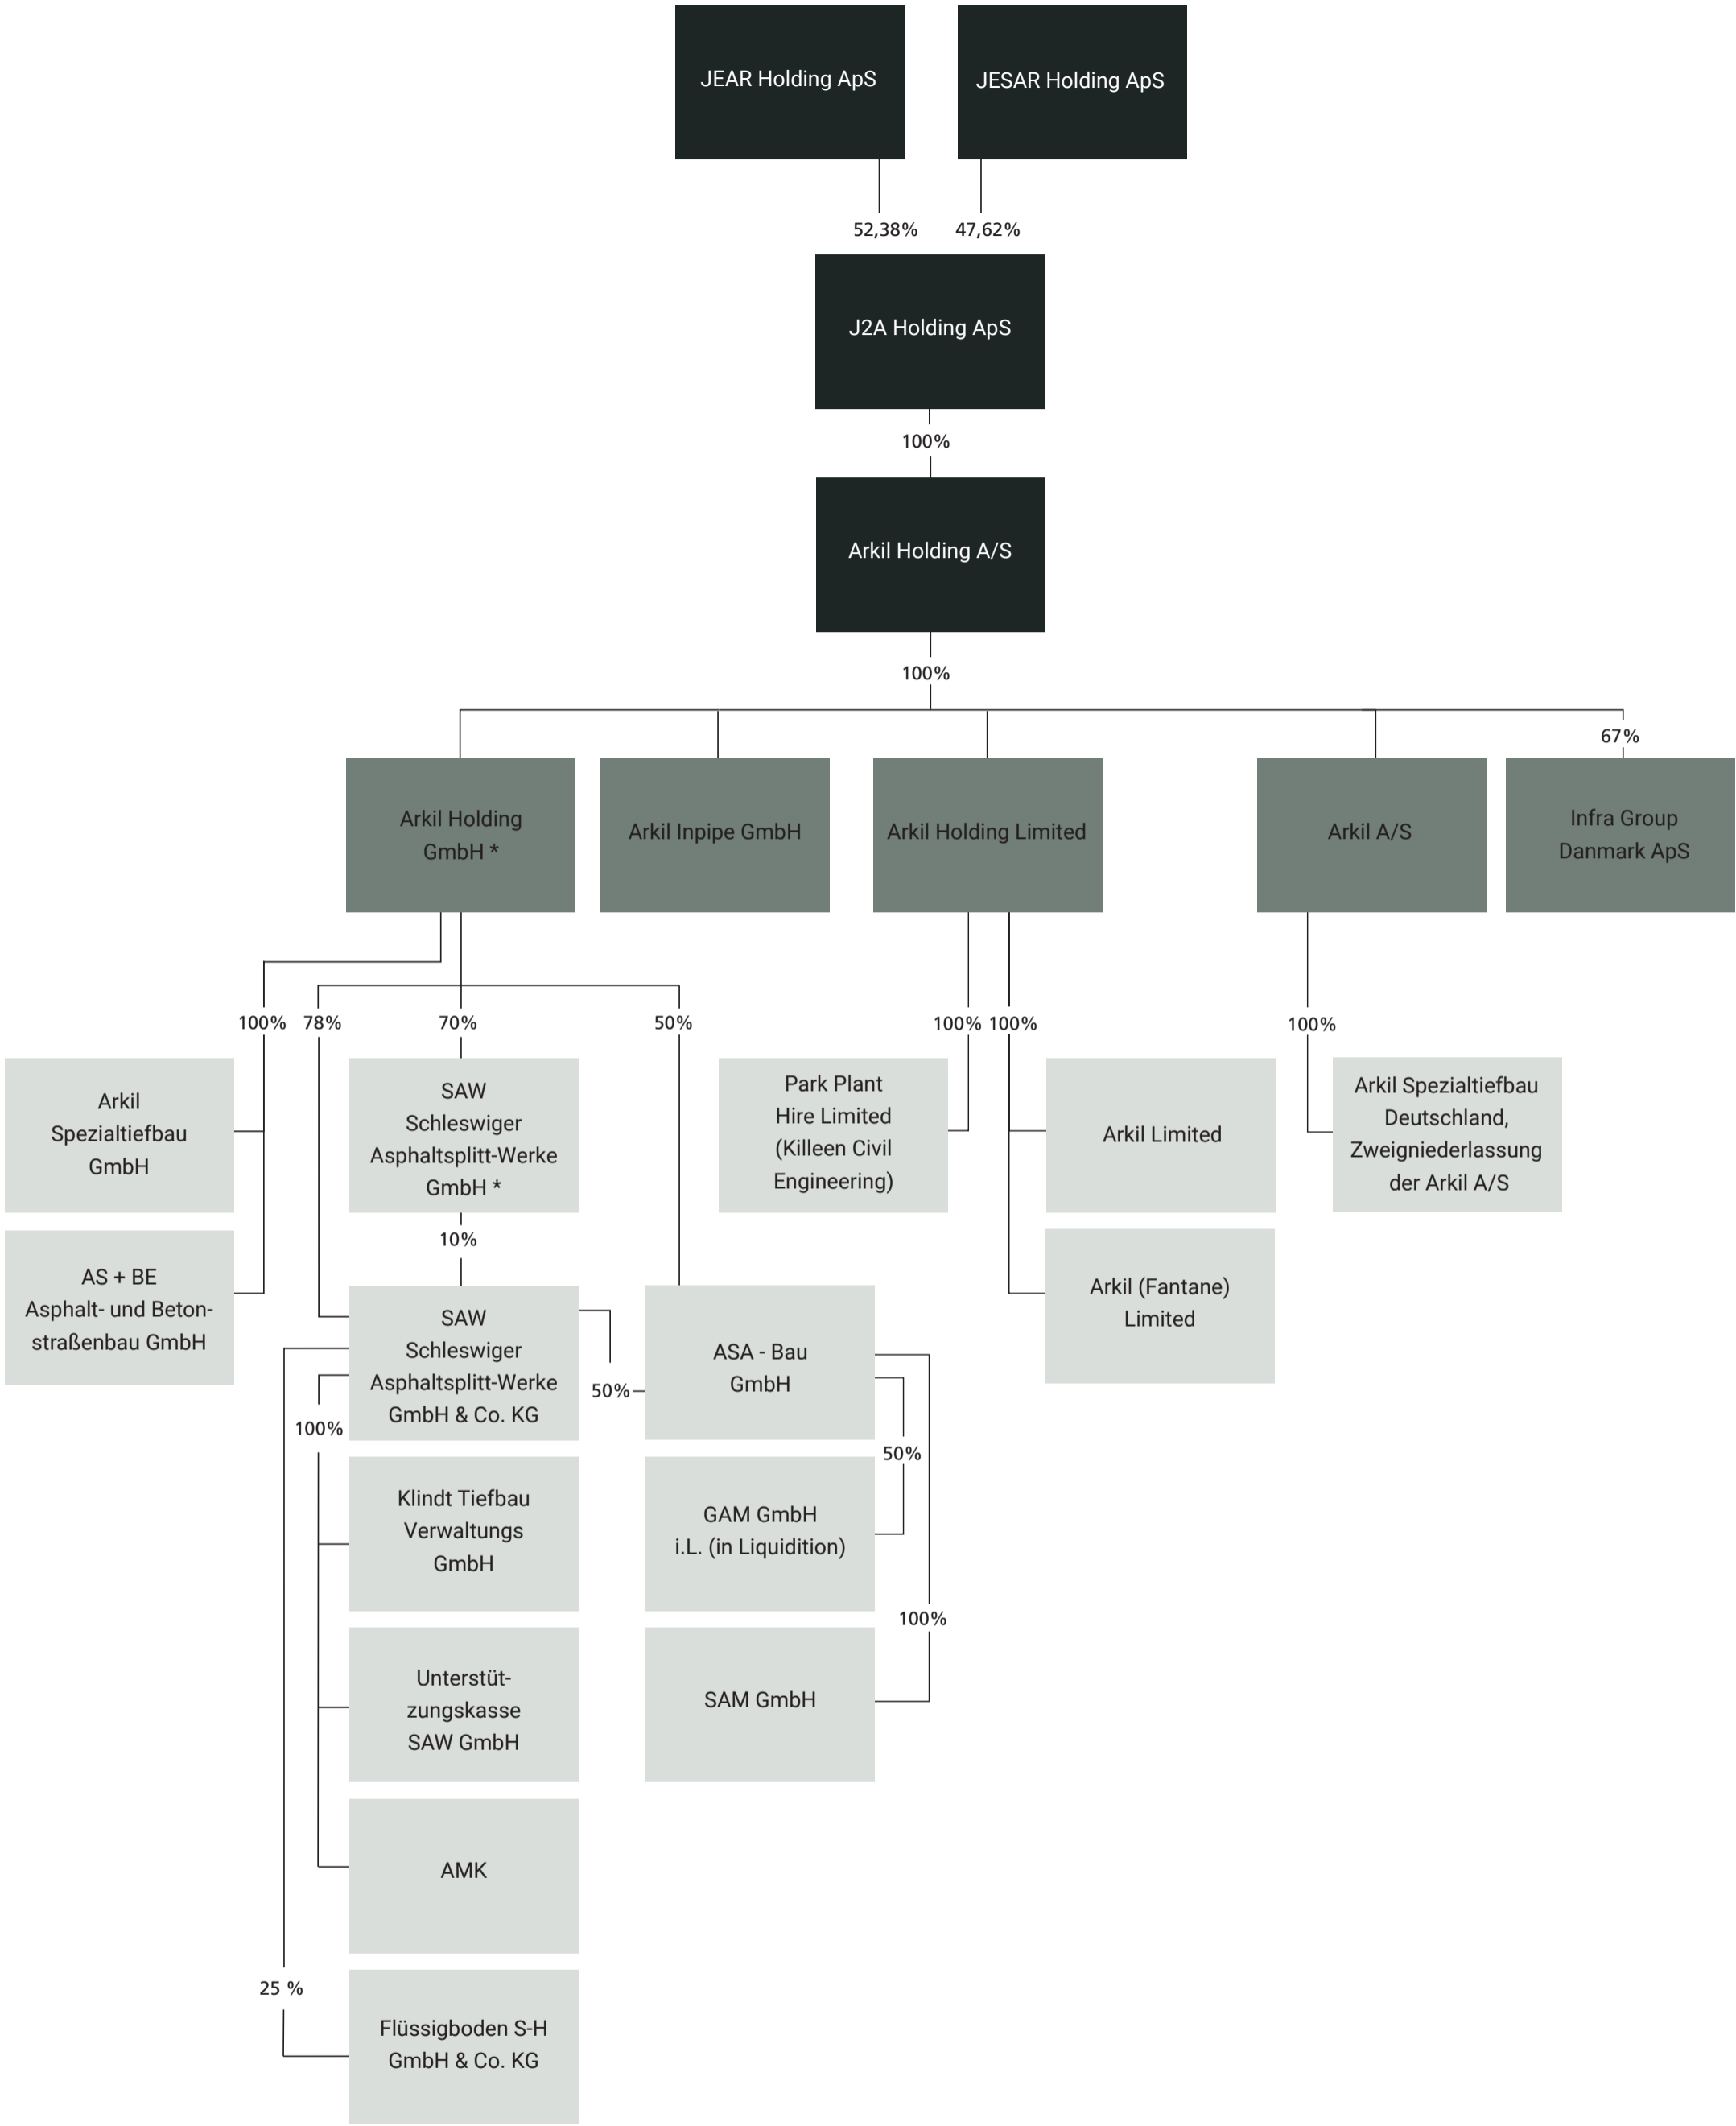 JEAR Holding ApS
JESAR Holding ApS
52,38%
47,62%
J2A Holding ApS
100%
Arkil Holding A/S
100%
67%
Arkil Holding
GmbH *
Arkil Inpipe GmbH
Arkil Holding Limited
Arkil A/S
Infra Group
Danmark ApS
100%
78%
70%
50%
100%
100%
100%
Arkil
Spezialtiefbau
GmbH
SAW
Schleswiger
Asphaltsplitt-Werke
GmbH *
Park Plant
Hire Limited
(Killeen Civil
Engineering)
Arkil Limited
Arkil Spezialtiefbau
Deutschland,
Zweigniederlassung
der Arkil A/S
10%
AS + BE
Asphalt- und Beton-
straßenbau GmbH
SAW
Schleswiger
Asphaltsplitt-Werke
GmbH & Co. KG
50%
ASA - Bau
GmbH
Arkil (Fantane)
Limited
100%
50%
Klindt Tiefbau
Verwaltungs
GmbH
GAM GmbH
i.L. (in Liquidition)
100%
Unterstüt-
zungskasse
SAW GmbH
SAM GmbH
AMK
25 %
Flüssigboden S-H
GmbH & Co. KG